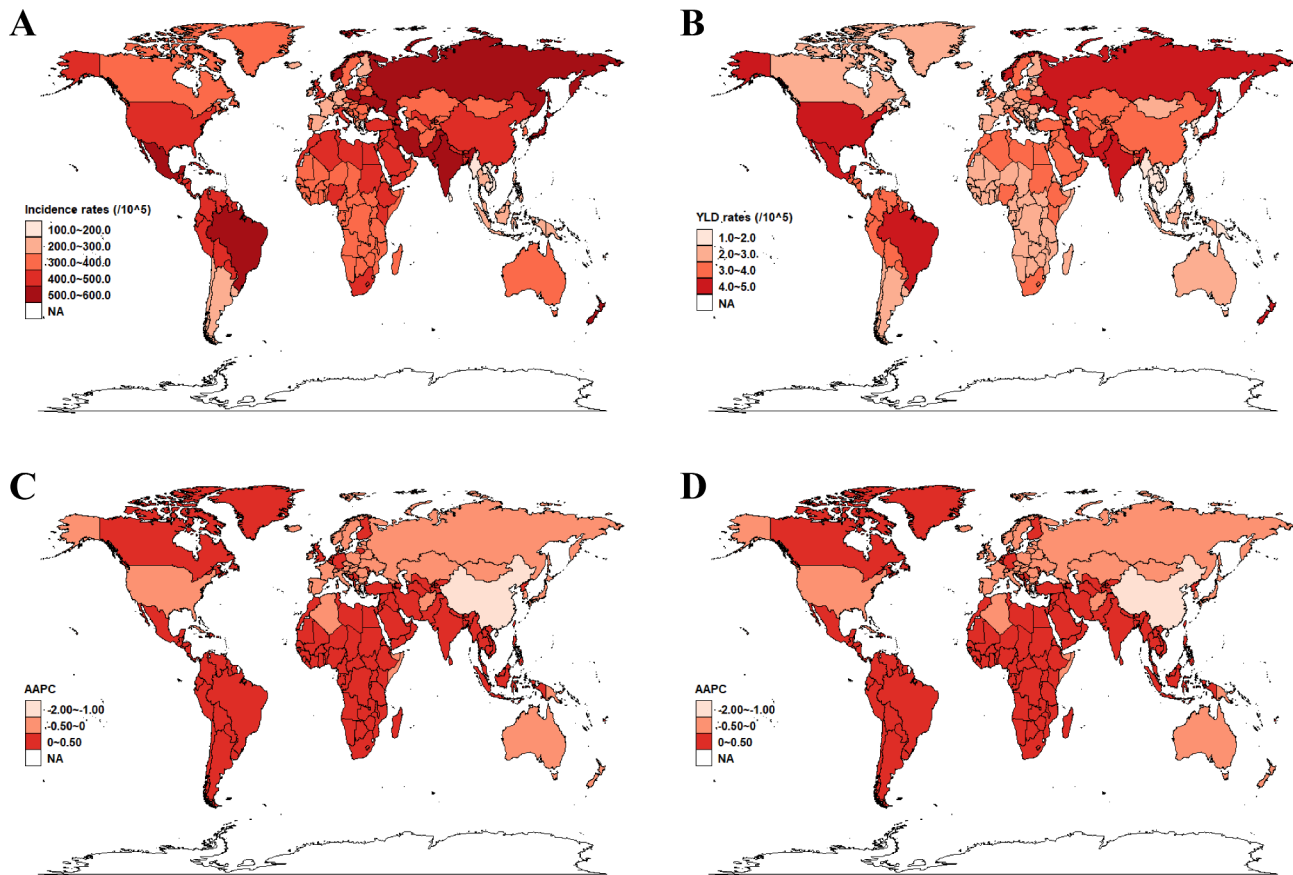 A
B
Incidence rates (/10^5)
100.0~200.0
200.0~300.0
300.0~400.0
400.0~500.0
500.0~600.0
NA
YLD rates (/10^5)
1.0~2.0
2.0~3.0.
3.0~4.0
4.0~5.0
NA
C
D
AAPC
-2.00~-1.00
-0.50~0
0~0.50
NA
AAPC
-2.00~-1.00
-0.50~0
0~0.50
NA